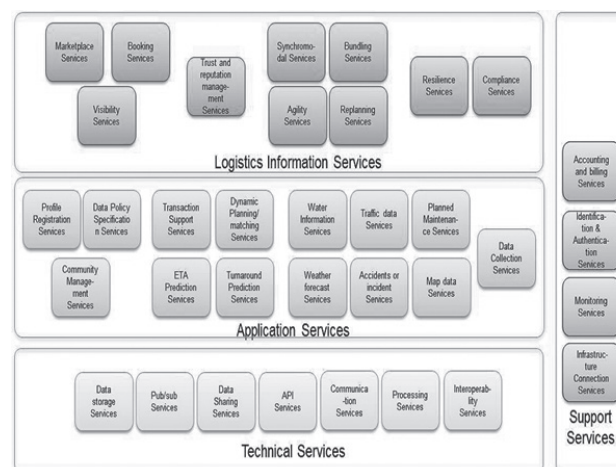 Marketplace
Services
Booking
Services
Visibility
Services
Trust and
reputation
manage
ment
Services
Synchromo-
dal Services
Bundling
Services
Agility
Services
Replanning
Services
Resilience
Services
Compliance
Services
Logistics Information Services
Profile
Registration
Services
Data Policy
Specificatio
n Services
Community
Manage-
ment
Services
Transaction
Support
Services
Dynamic
Planning/
matching
Services
ETA
Prediction
Services
Turnaround
Prediction
Services
Water
Information
Services
Traffic data
Services
Planned
Maintenan-
ce Services
Weather
forecast
Services
Accidents or
incident
Services
Map data
Services
Data
Collection
Services
Application Services
Data
storage
Services
Pub/sub
Services
Data
Sharing
Services
API
Services
Communica
-tion
Services
Processing
Services
Interoperab-
ility Services
Technical Services
Accounting
and billing
Services
Identifica-
tion &
Authentica-
tion
Services
Monitoring
Services
Infrastruc-
ture
Connection
Services
Support
Services